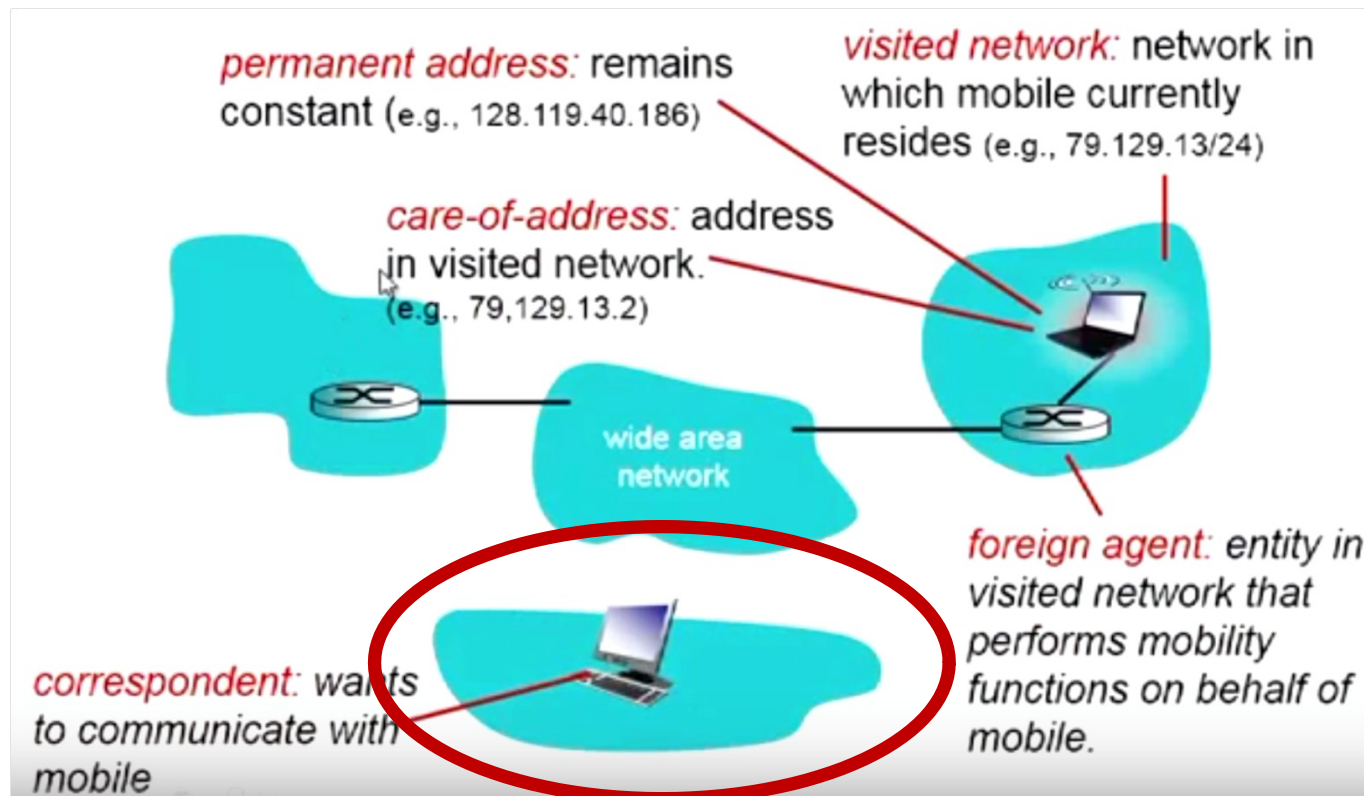 permanent address: remains
constant (e.g., 128.119.40.186)
visited network: network in
which mobile currently
resides (e.g., 79.129.13/24)
care-of-address: address
in visited network.
(e.g., 79,129.13.2)
wide area
network
foreign agent: entity in
visited network that
performs mobility
functions on behalf of
mobile.
correspondent: wants
to communicate with
mobile